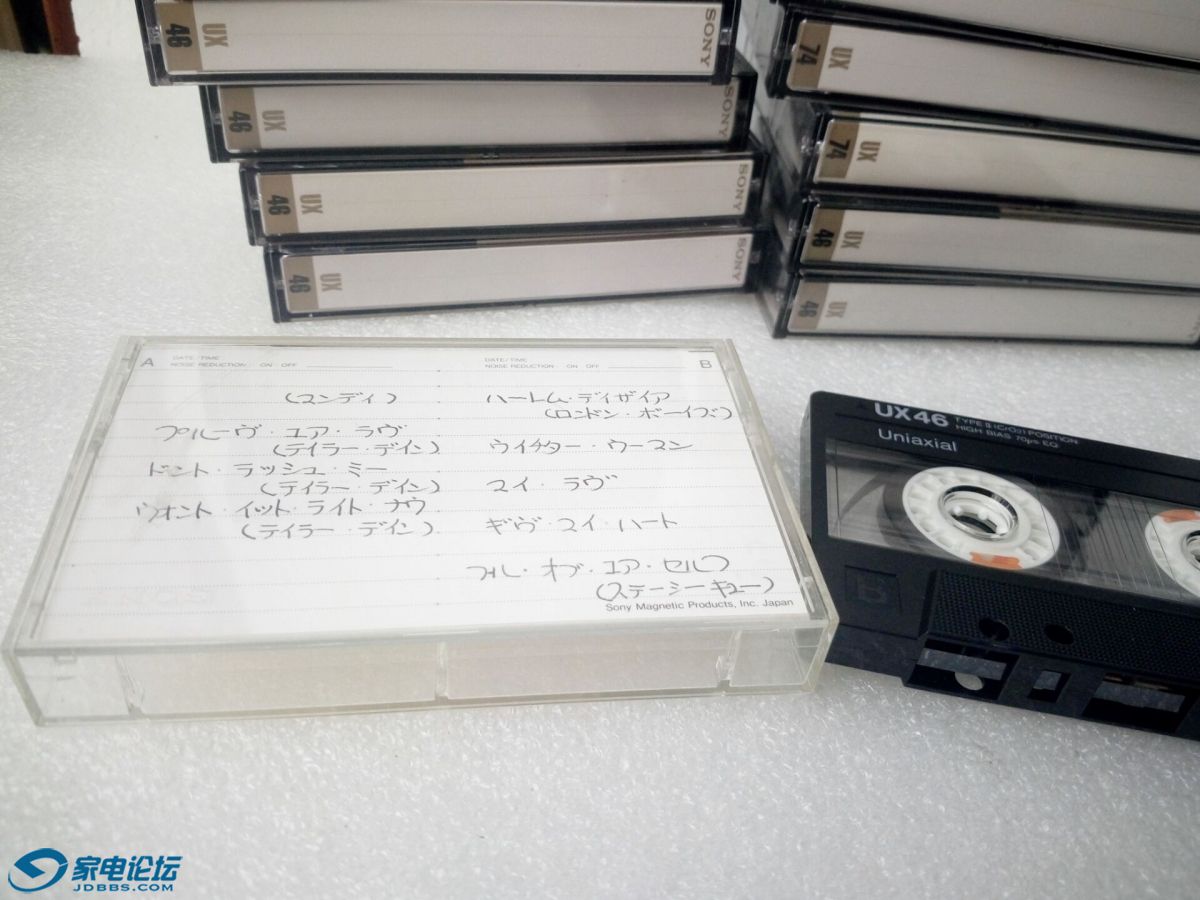 46 UX SONY
46 UX SONY
46 UX SONY
46 UX SONY
74 UX
74 UX
46 UX
46 UX
A DATE/TIME
NOISE REDUCTION ON OFF
DATE/TIME B
NOISE REDUCTION ON OFF
(マンディ)
プルーヴ・ユア・ラヴ
(テイラー・デイン)
ドント・ラッシュ・ミー
(テイラー・デイン)
ウォント・イット・ライト・ナウ
(テイラー・デイン)
ハートム・ディザイア
(ロンドン・ボーイズ)
ウイチター・ウーマン
マイ・ラヴ
ギヴ・マイ・ハート
フル・オブ・ユア・セルフ
(ステーシーキュー)
SONY
Sony Magnetic Products, Inc. Japan
UX46 TYPE II (CrO2) POSITION
HIGH BIAS 70μs EQ
Uniaxial
B
家电论坛
JDBBS.COM